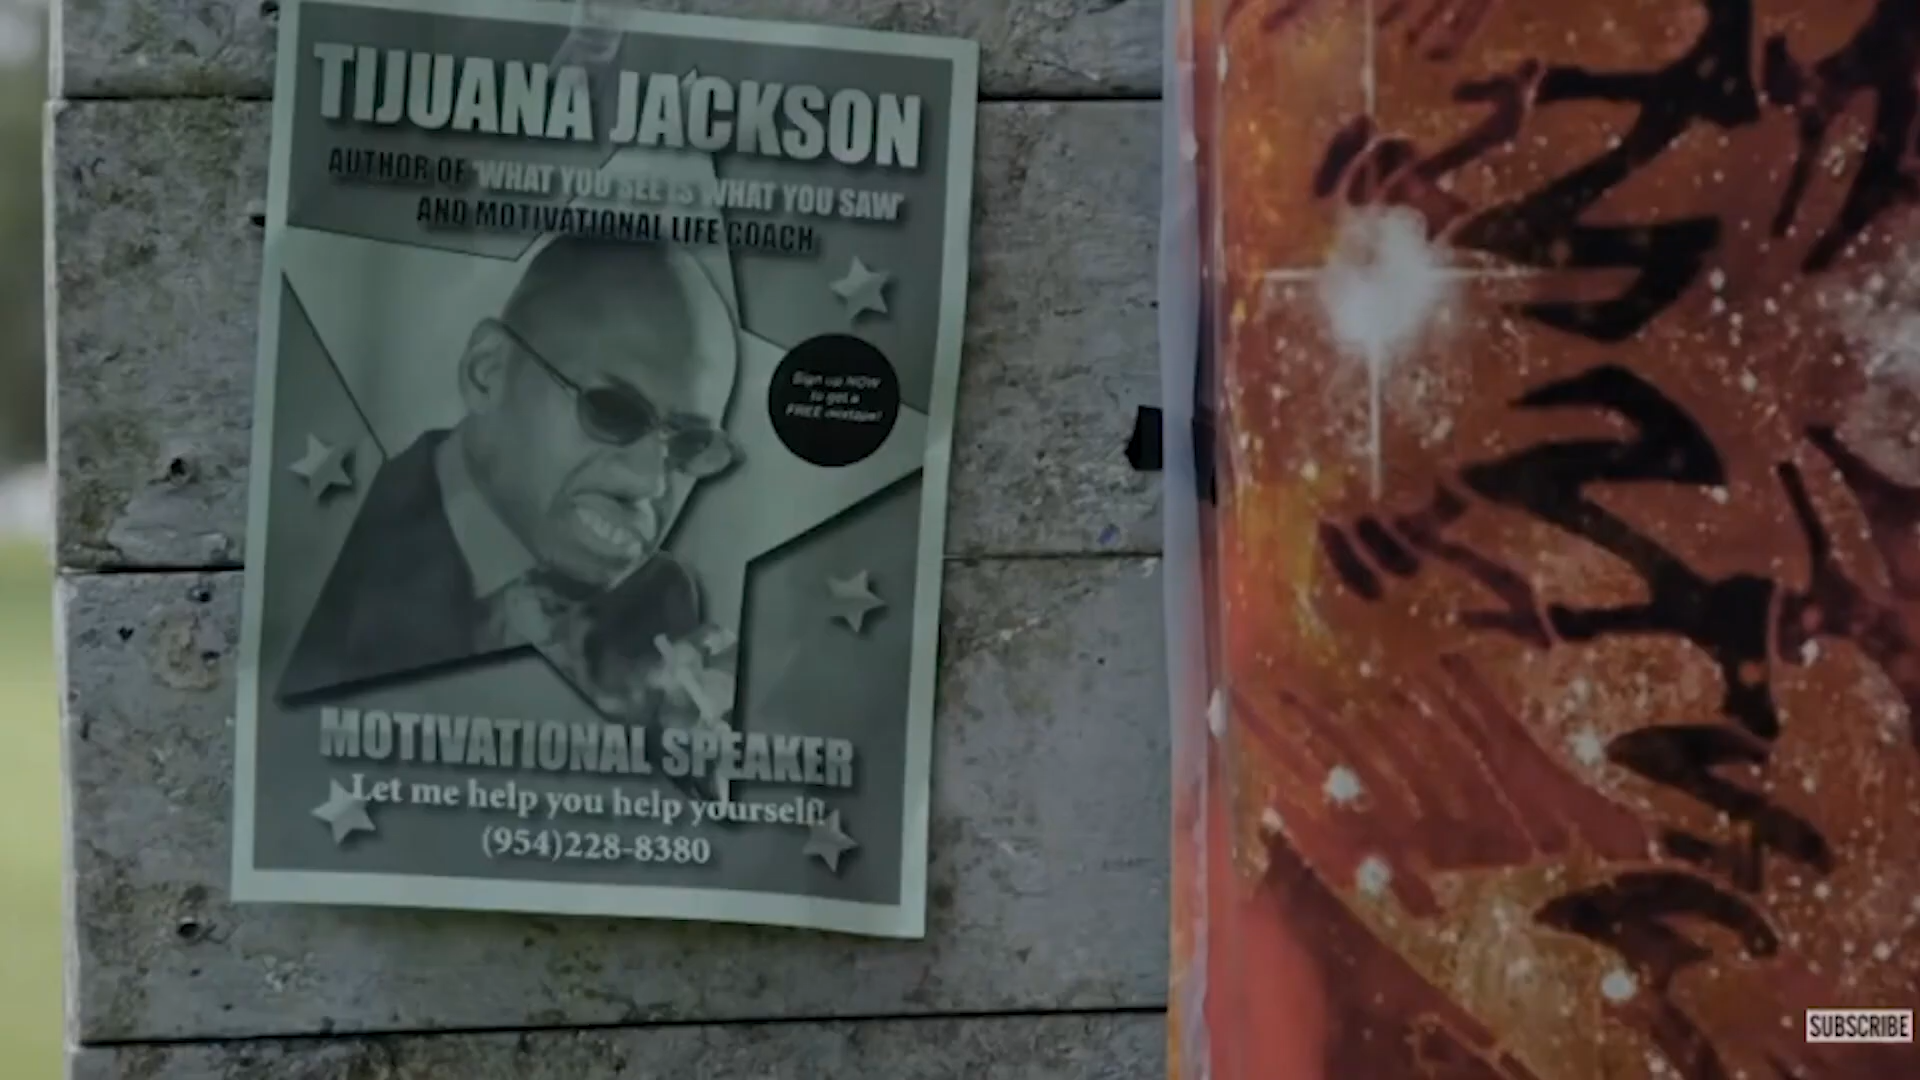 TIJUANA JACKSON
AUTHOR OF 'WHAT YOU SEE IS WHAT YOU SAW'
AND MOTIVATIONAL LIFE COACH
Sign up NOW
to get a
FREE mixtape!
MOTIVATIONAL SPEAKER
Let me help you help yourself!
(954)228-8380
SUBSCRIBE